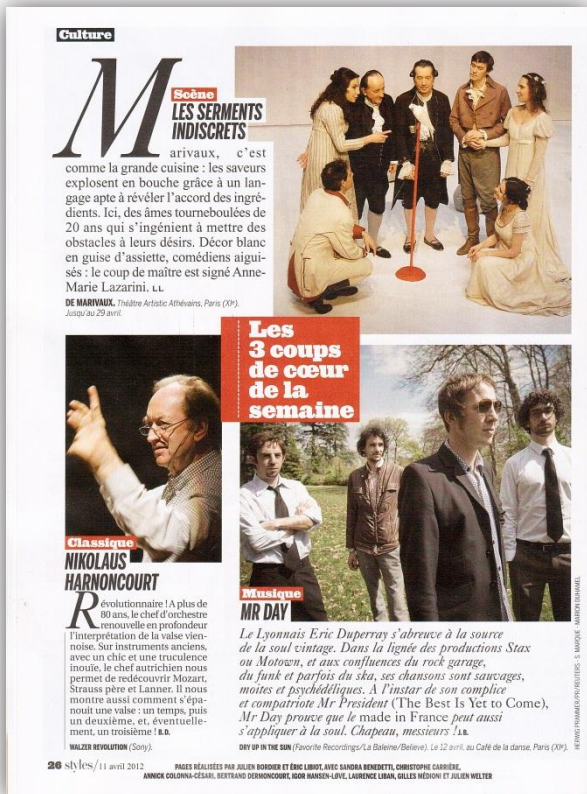 Culture
Scène
LES SERMENTS
INDISCRETS
Marivaux, c'est
comme la grande cuisine : les saveurs
explosent en bouche grâce à un lan-
gage apte à révéler l'accord des ingré-
dients. Ici, des âmes tourneboulées de
20 ans qui s'ingénient à mettre des
obstacles à leurs désirs. Décor blanc
en guise d'assiette, comédiens aigui-
sés : le coup de maître est signé Anne-
Marie Lazarini. L.L.
DE MARIVAUX. Théâtre Artistic Athévains, Paris (XIe).
Jusqu'au 29 avril.
Les
3 coups
de cœur
de la
semaine
Classique
NIKOLAUS
HARNONCOURT
Révolutionnaire ! A plus de
80 ans, le chef d'orchestre
renouvelle en profondeur
l'interprétation de la valse vien-
noise. Sur instruments anciens,
avec un chic et une truculence
inouïe, le chef autrichien nous
permet de redécouvrir Mozart,
Strauss père et Lanner. Il nous
montre aussi comment s'épa-
nouit une valse : un temps, puis
un deuxième, et, éventuelle-
ment, un troisième ! B.D.
WALZER REVOLUTION (Sony).
Musique
MR DAY
Le Lyonnais Eric Duperray s'abreuve à la source
de la soul vintage. Dans la lignée des productions Stax
ou Motown, et aux confluences du rock garage,
du funk et parfois du ska, ses chansons sont sauvages,
moites et psychédéliques. A l'instar de son complice
et compatriote Mr President (The Best Is Yet to Come),
Mr Day prouve que le made in France peut aussi
s'appliquer à la soul. Chapeau, messieurs ! J.B.
DRY UP IN THE SUN (Favorite Recordings/La Baleine/Believe). Le 12 avril, au Café de la danse, Paris (XIe).
HERWIG PRAMMER/PR/REUTERS - S. MARQUE - MARION DUHAMEL
26 styles/11 avril 2012
PAGES RÉALISÉES PAR JULIEN BORDIER ET ÉRIC LIBIOT, AVEC SANDRA BENEDETTI, CHRISTOPHE CARRIÈRE,
ANNICK COLONNA-CÉSARI, BERTRAND DERMONCOURT, IGOR HANSEN-LØVE, LAURENCE LIBAN, GILLES MÉDIONI ET JULIEN WELTER